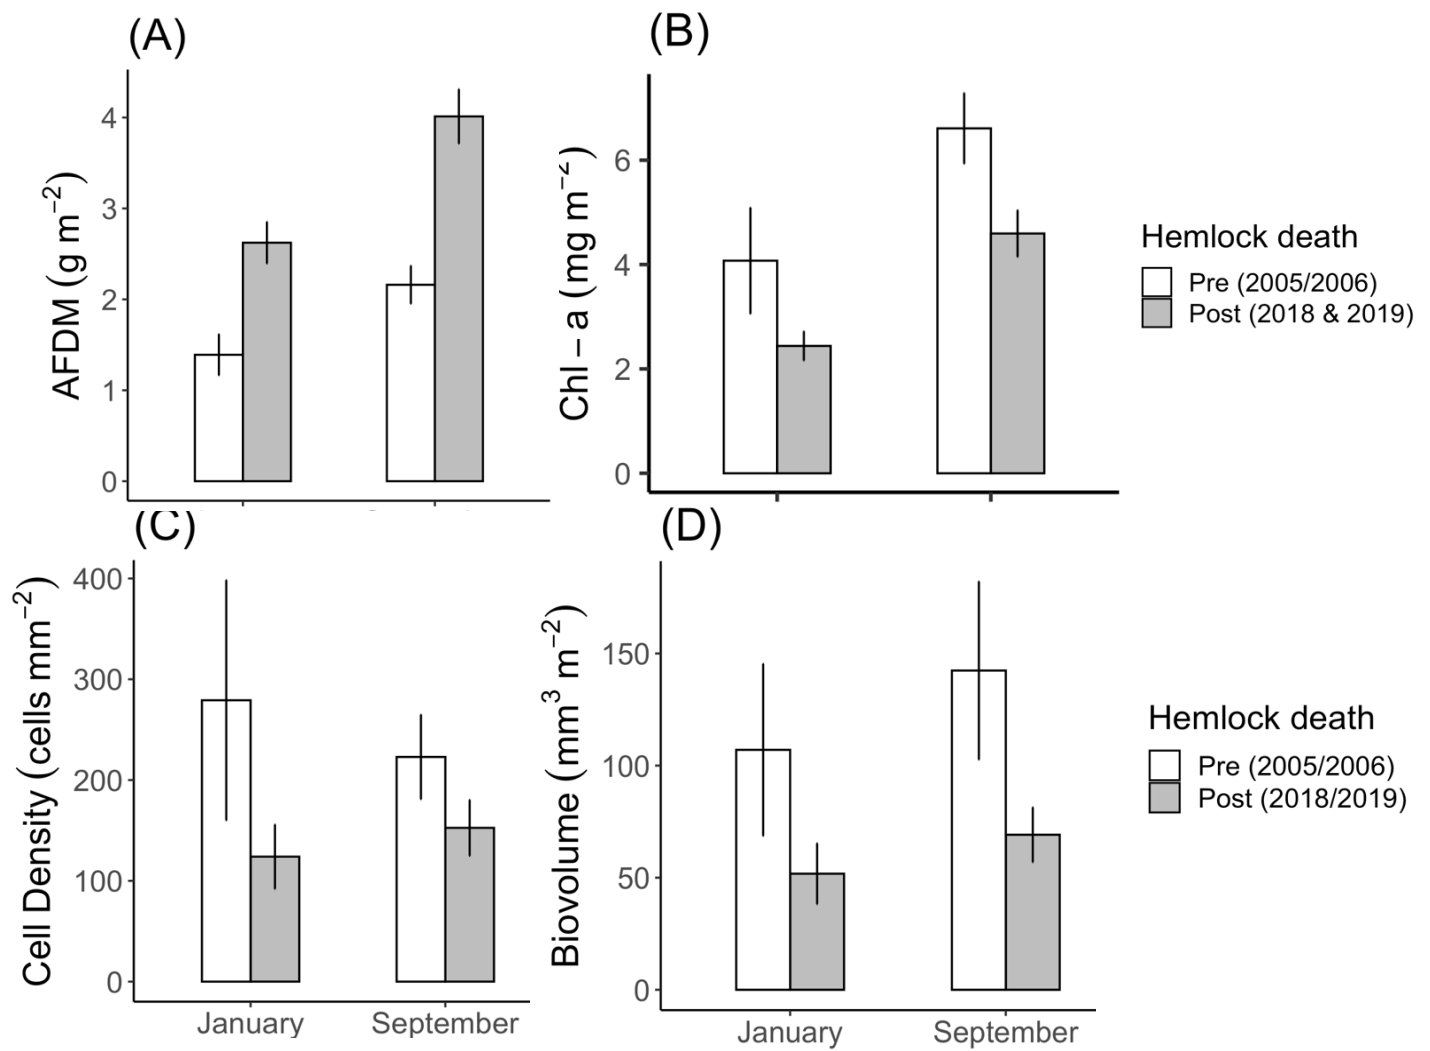 (A)
AFDM (g m⁻²)
4
3
2
1
0
(B)
Chl − a (mg m⁻²)
6
4
2
0
Hemlock death
Pre (2005/2006)
Post (2018 & 2019)
(C)
Cell Density (cells mm⁻²)
400
300
200
100
0
January
September
(D)
Biovolume (mm³ m⁻²)
150
100
50
0
January
September
Hemlock death
Pre (2005/2006)
Post (2018/2019)